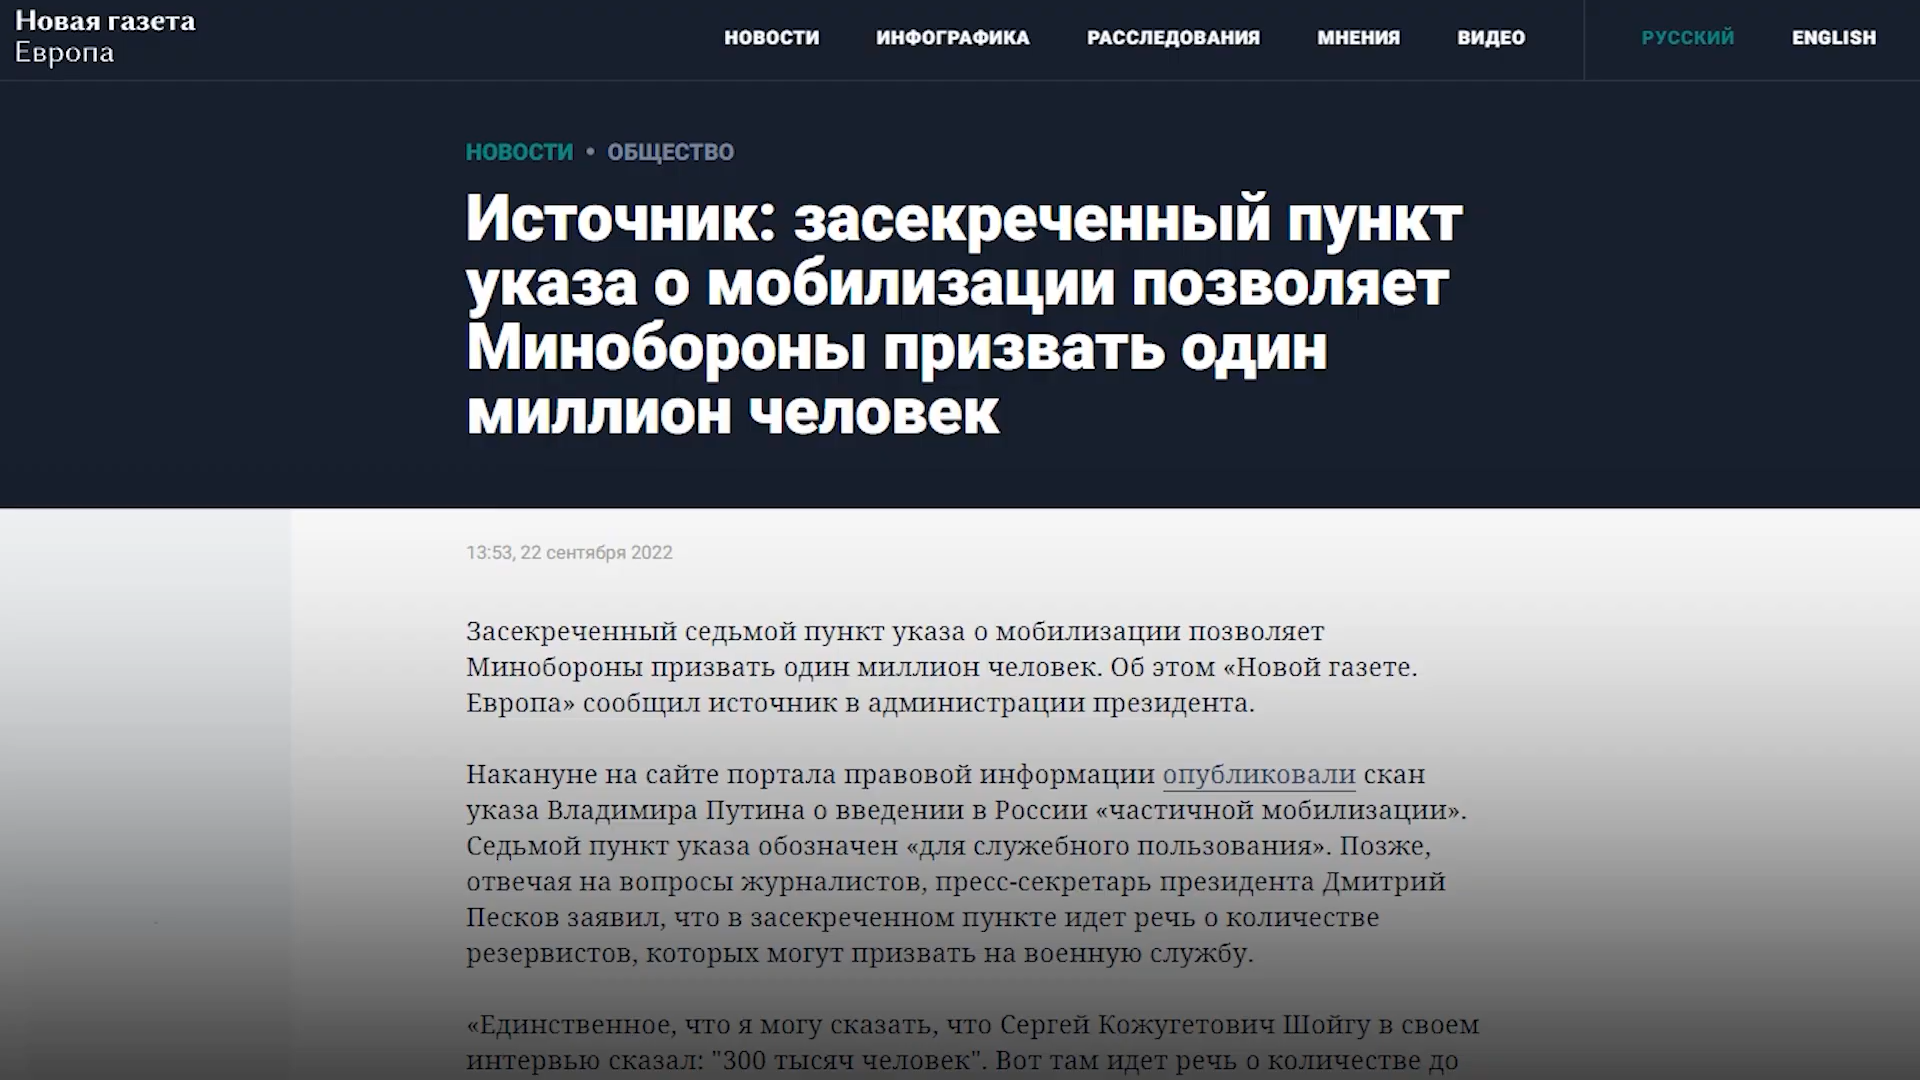 Новая газета
Европа
НОВОСТИ
ИНФОГРАФИКА
РАССЛЕДОВАНИЯ
МНЕНИЯ
ВИДЕО
РУССКИЙ
ENGLISH
НОВОСТИ • ОБЩЕСТВО
Источник: засекреченный пункт
указа о мобилизации позволяет
Минобороны призвать один
миллион человек
13:53, 22 сентября 2022
Засекреченный седьмой пункт указа о мобилизации позволяет
Минобороны призвать один миллион человек. Об этом «Новой газете.
Европа» сообщил источник в администрации президента.
Накануне на сайте портала правовой информации опубликовали скан
указа Владимира Путина о введении в России «частичной мобилизации».
Седьмой пункт указа обозначен «для служебного пользования». Позже,
отвечая на вопросы журналистов, пресс-секретарь президента Дмитрий
Песков заявил, что в засекреченном пункте идет речь о количестве
резервистов, которых могут призвать на военную службу.
«Единственное, что я могу сказать, что Сергей Кожугетович Шойгу в своем
интервью сказал: "300 тысяч человек". Вот там идет речь о количестве до